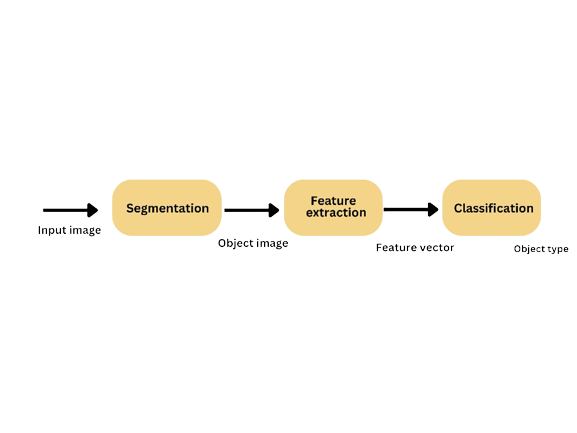 Segmentation
Feature
extraction
Classification
Input image
Object image
Feature vector
Object type